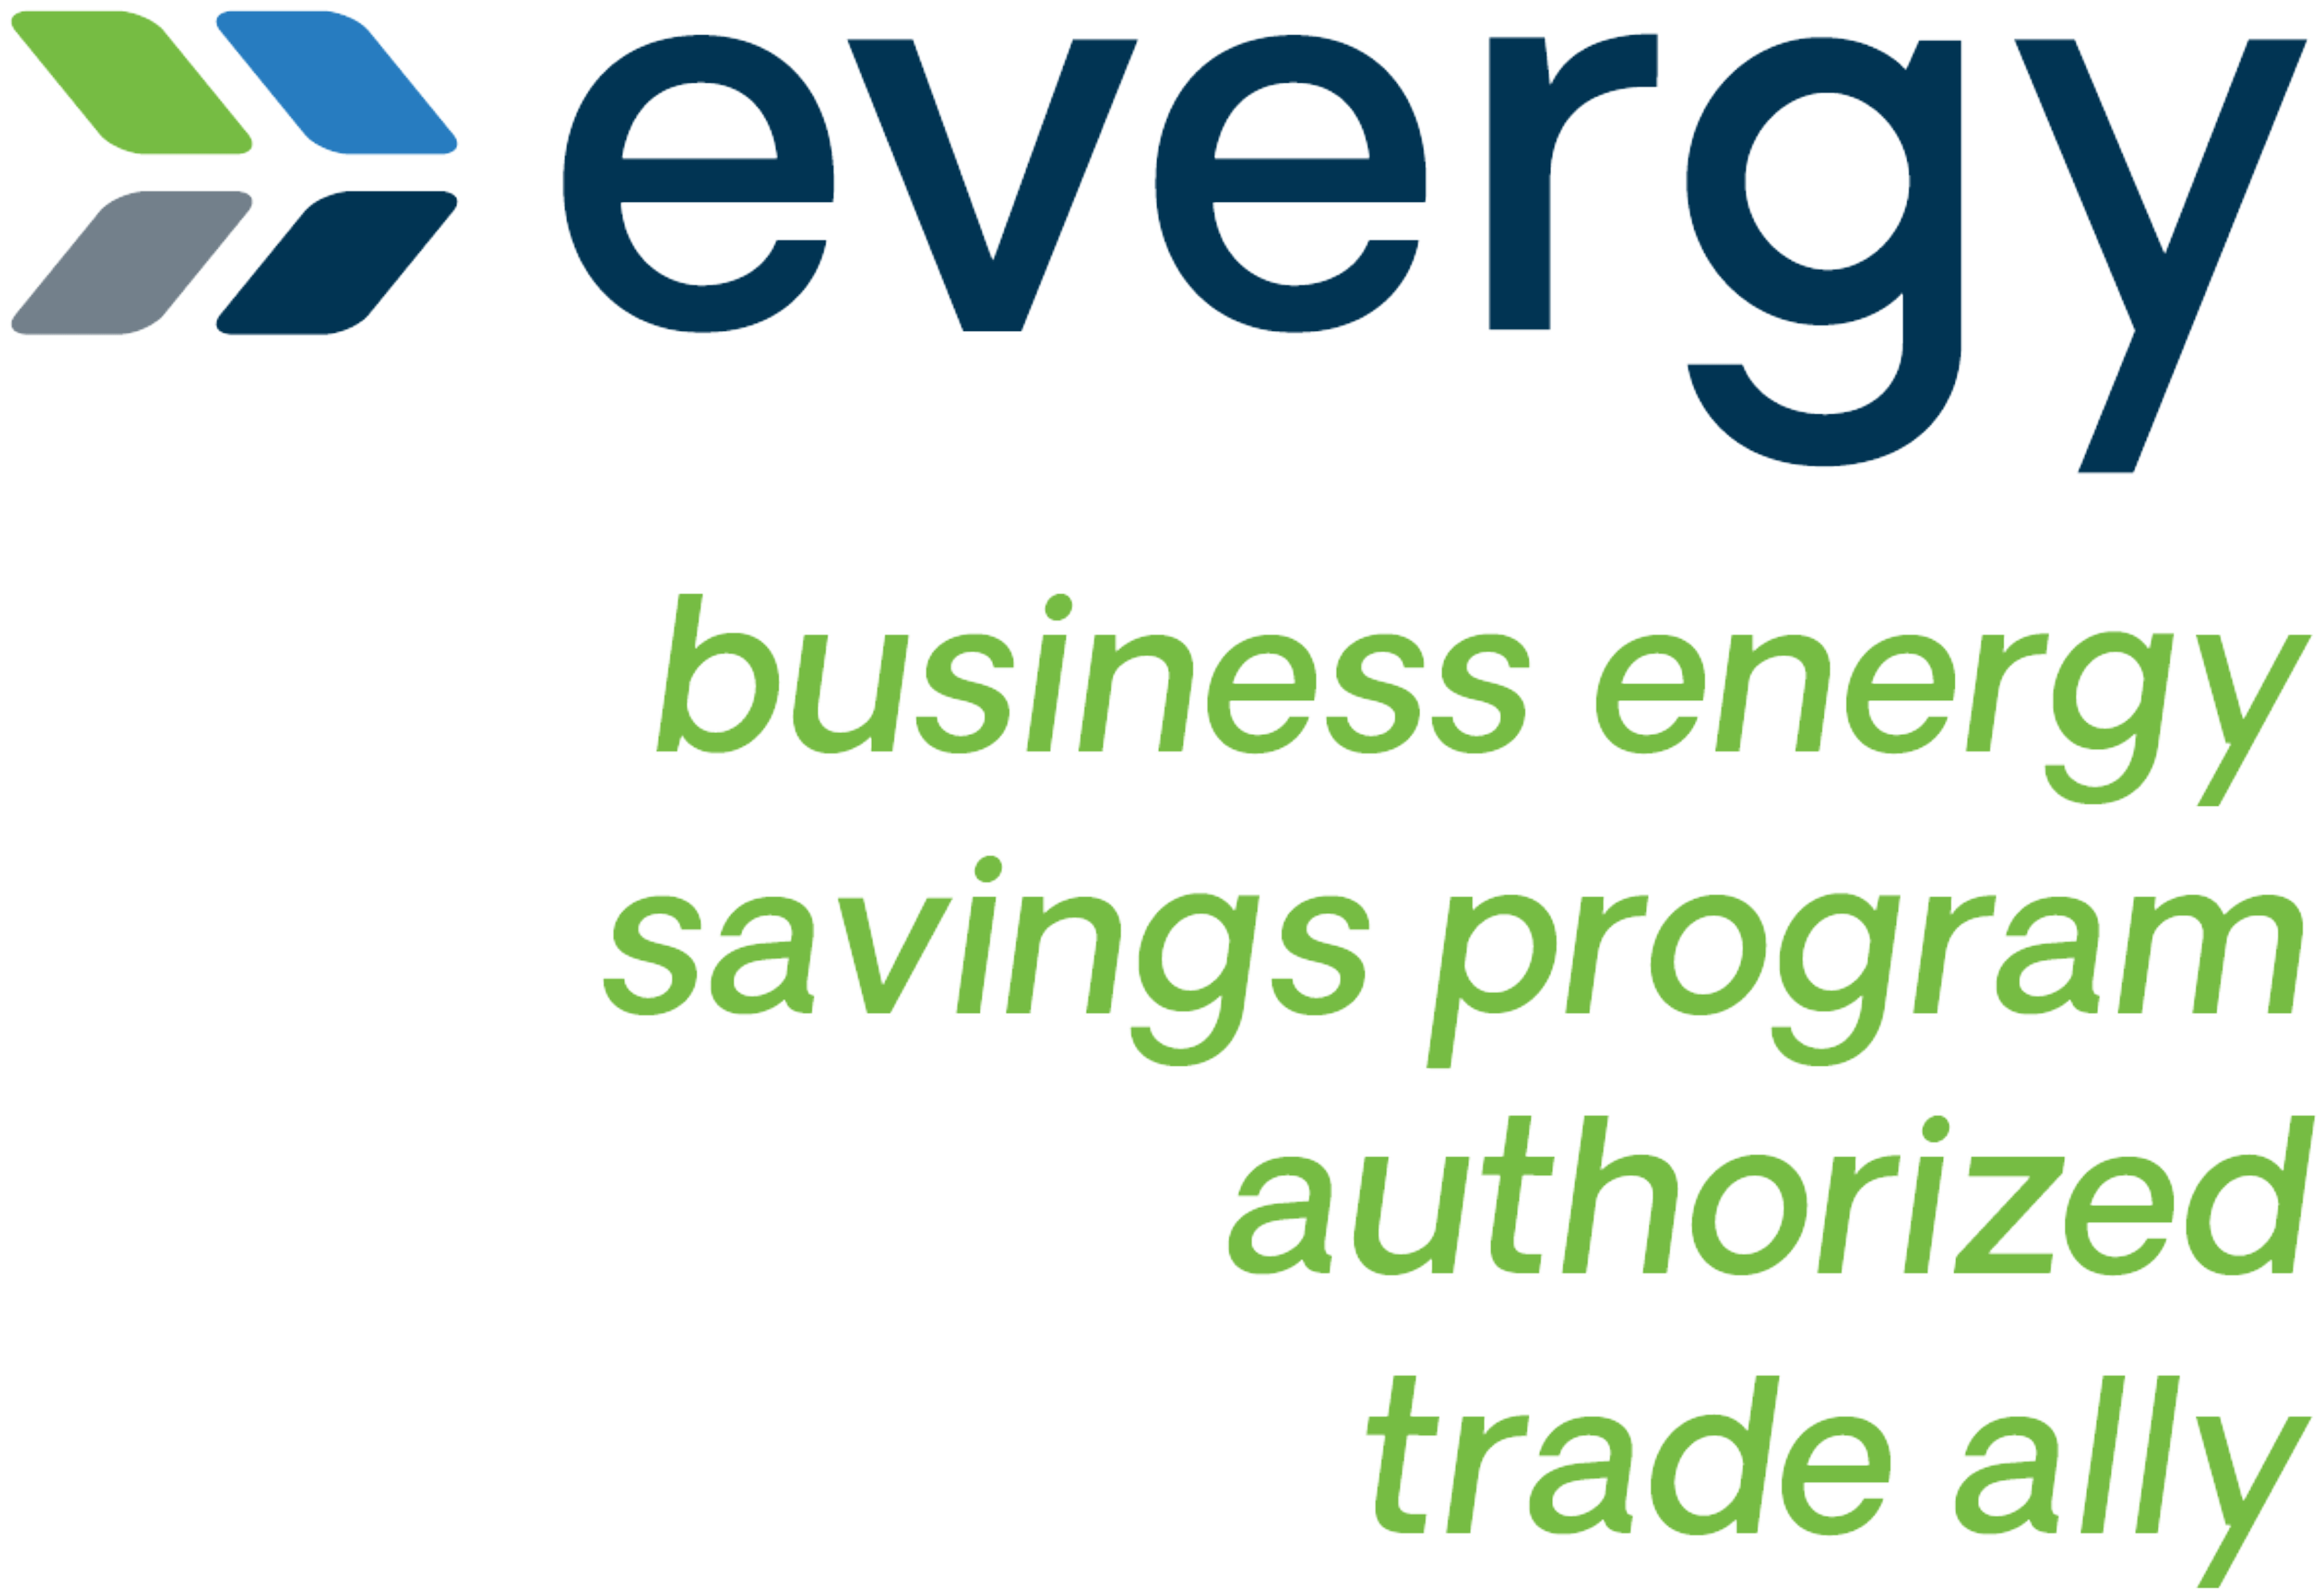 evergy
business energy
savings program
authorized
trade ally